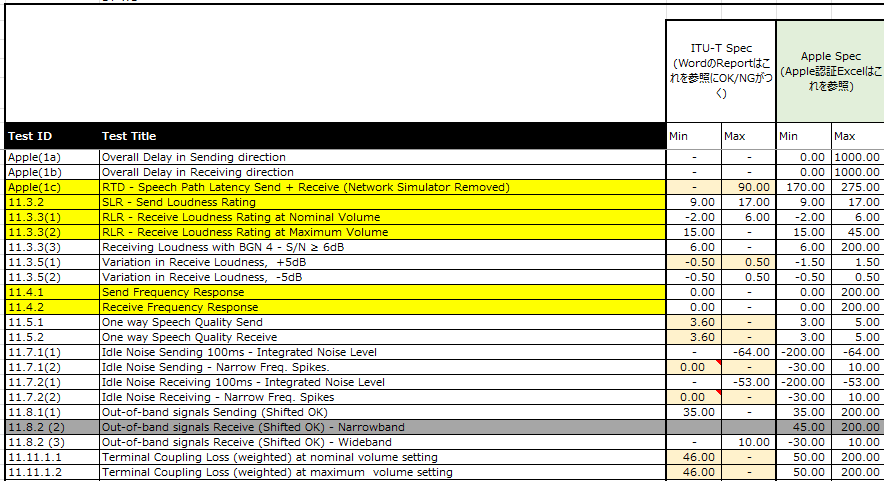 ITU-T Spec
(WordのReportはこ
れを参照にOK/NGがつ
く)
Apple Spec
(Apple認証Excelはこ
れを参照)
Test ID Test Title Min Max Min Max
Apple(1a) Overall Delay in Sending direction - - 0.00 1000.00
Apple(1b) Overall Delay in Receiving direction - - 0.00 1000.00
Apple(1c) RTD - Speech Path Latency Send + Receive (Network Simulator Removed) - 90.00 170.00 275.00
11.3.2 SLR - Send Loudness Rating 9.00 17.00 9.00 17.00
11.3.3(1) RLR - Receive Loudness Rating at Nominal Volume -2.00 6.00 -2.00 6.00
11.3.3(2) RLR - Receive Loudness Rating at Maximum Volume 15.00 - 15.00 45.00
11.3.3(3) Receiving Loudness with BGN 4 - S/N ≥ 6dB 6.00 - 6.00 200.00
11.3.5(1) Variation in Receive Loudness, +5dB -0.50 0.50 -1.50 1.50
11.3.5(2) Variation in Receive Loudness, -5dB -0.50 0.50 -0.50 0.50
11.4.1 Send Frequency Response 0.00 - 0.00 200.00
11.4.2 Receive Frequency Response 0.00 - 0.00 200.00
11.5.1 One way Speech Quality Send 3.60 - 3.00 5.00
11.5.2 One way Speech Quality Receive 3.60 - 3.00 5.00
11.7.1(1) Idle Noise Sending 100ms - Integrated Noise Level - -64.00 -200.00 -64.00
11.7.1(2) Idle Noise Sending - Narrow Freq. Spikes. 0.00 - -30.00 10.00
11.7.2(1) Idle Noise Receiving 100ms - Integrated Noise Level - -53.00 -200.00 -53.00
11.7.2(2) Idle Noise Receiving - Narrow Freq. Spikes 0.00 - -30.00 10.00
11.8.1(1) Out-of-band signals Sending (Shifted OK) 35.00 - 35.00 200.00
11.8.2 (2) Out-of-band signals Receive (Shifted OK) - Narrowband 45.00 200.00
11.8.2 (3) Out-of-band signals Receive (Shifted OK) - Wideband - 10.00 -30.00 10.00
11.11.1.1 Terminal Coupling Loss (weighted) at nominal volume setting 46.00 - 50.00 200.00
11.11.1.2 Terminal Coupling Loss (weighted) at maximum volume setting 46.00 - 50.00 200.00